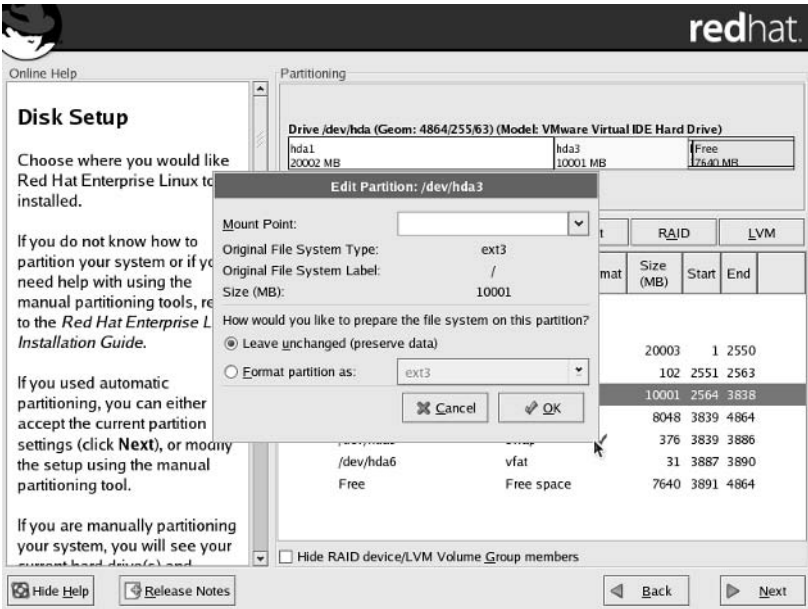 redhat.
Online Help
Disk Setup
Choose where you would like
Red Hat Enterprise Linux to
installed.
If you do not know how to
partition your system or if yo
need help with using the
manual partitioning tools, re
to the Red Hat Enterprise L
Installation Guide.
If you used automatic
partitioning, you can either
accept the current partition
settings (click Next), or modify
the setup using the manual
partitioning tool.
If you are manually partitioning
your system, you will see your
current hard drive(s) and
Partitioning
Drive /dev/hda (Geom: 4864/255/63) (Model: VMware Virtual IDE Hard Drive)
hda1 hda3 Free
20002 MB 10001 MB 7640 MB
t RAID LVM
mat Size (MB) Start End
20003 1 2550
102 2551 2563
10001 2564 3838
8048 3839 4864
swap 376 3839 3886
/dev/hda6 vfat 31 3887 3890
Free Free space 7640 3891 4864
Hide RAID device/LVM Volume Group members
Edit Partition: /dev/hda3
Mount Point:
Original File System Type: ext3
Original File System Label: /
Size (MB): 10001
How would you like to prepare the file system on this partition?
Leave unchanged (preserve data)
Format partition as: ext3
Cancel OK
Hide Help Release Notes Back Next